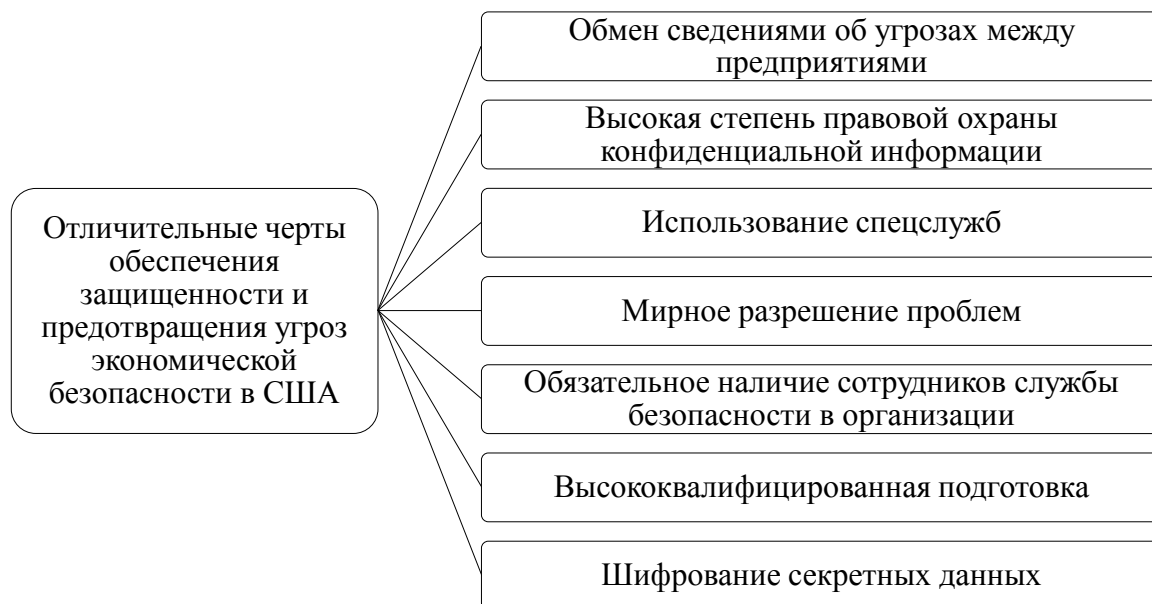 Отличительные черты
обеспечения
защищенности и
предотвращения угроз
экономической
безопасности в США
Обмен сведениями об угрозах между
предприятиями
Высокая степень правовой охраны
конфиденциальной информации
Использование спецслужб
Мирное разрешение проблем
Обязательное наличие сотрудников службы
безопасности в организации
Высококвалифицированная подготовка
Шифрование секретных данных